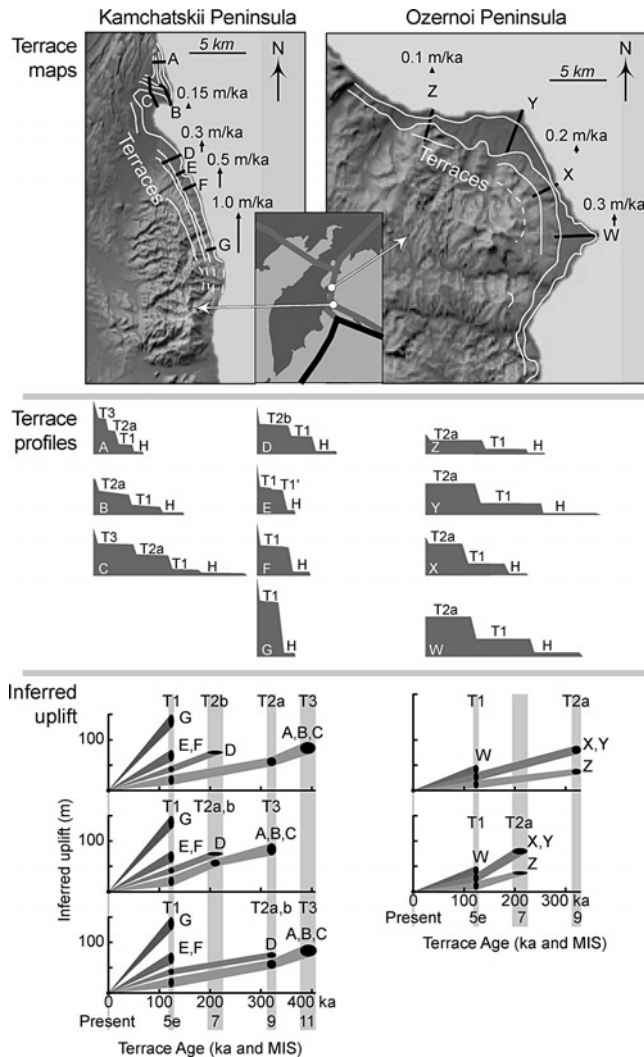 Kamchatskii Peninsula
Ozernoi Peninsula
Terrace maps
5 km
N
A
C
B
0.15 m/ka
0.3 m/ka
D
E
0.5 m/ka
F
1.0 m/ka
G
Terraces
0.1 m/ka
Z
Y
5 km
N
0.2 m/ka
X
0.3 m/ka
W
Terraces
Terrace profiles
T3
T2a
T1
H
A
T2b
T1
H
D
T2a
T1
H
Z
T2a
T1
H
B
T1
T1'
H
E
T2a
T1
H
Y
T3
T2a
T1
H
C
T1
H
F
T2a
T1
H
X
T1
H
G
T2a
T1
H
W
Inferred uplift
Inferred uplift (m)
T1 T2b T2a T3
100
G
E,F
D
A,B,C
T1 T2a,b T3
100
G
E,F
D
A,B,C
T1 T2a,b T3
100
G
E,F
D
A,B,C
0 100 200 300 400 ka
Present 5e 7 9 11
Terrace Age (ka and MIS)
T1 T2a
100
W
X,Y
Z
T1 T2a
100
W
X,Y
Z
0 100 200 300 ka
Present 5e 7 9
Terrace Age (ka and MIS)